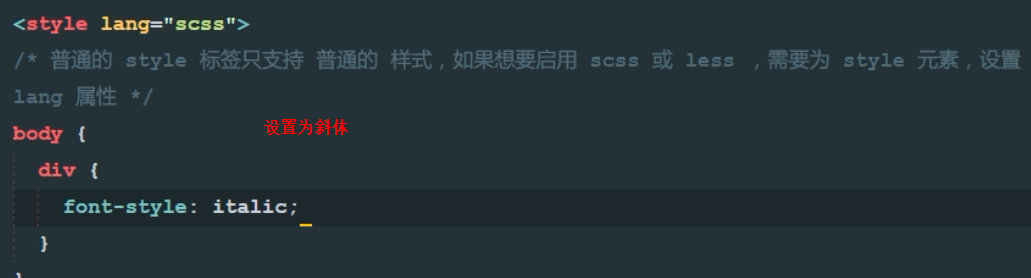 <style lang="scss">
/* 普通的 style 标签只支持 普通的 样式，如果想要启用 scss 或 less ，需要为 style 元素，设置
lang 属性 */
设置为斜体
body {
div {
font-style: italic;
}
}